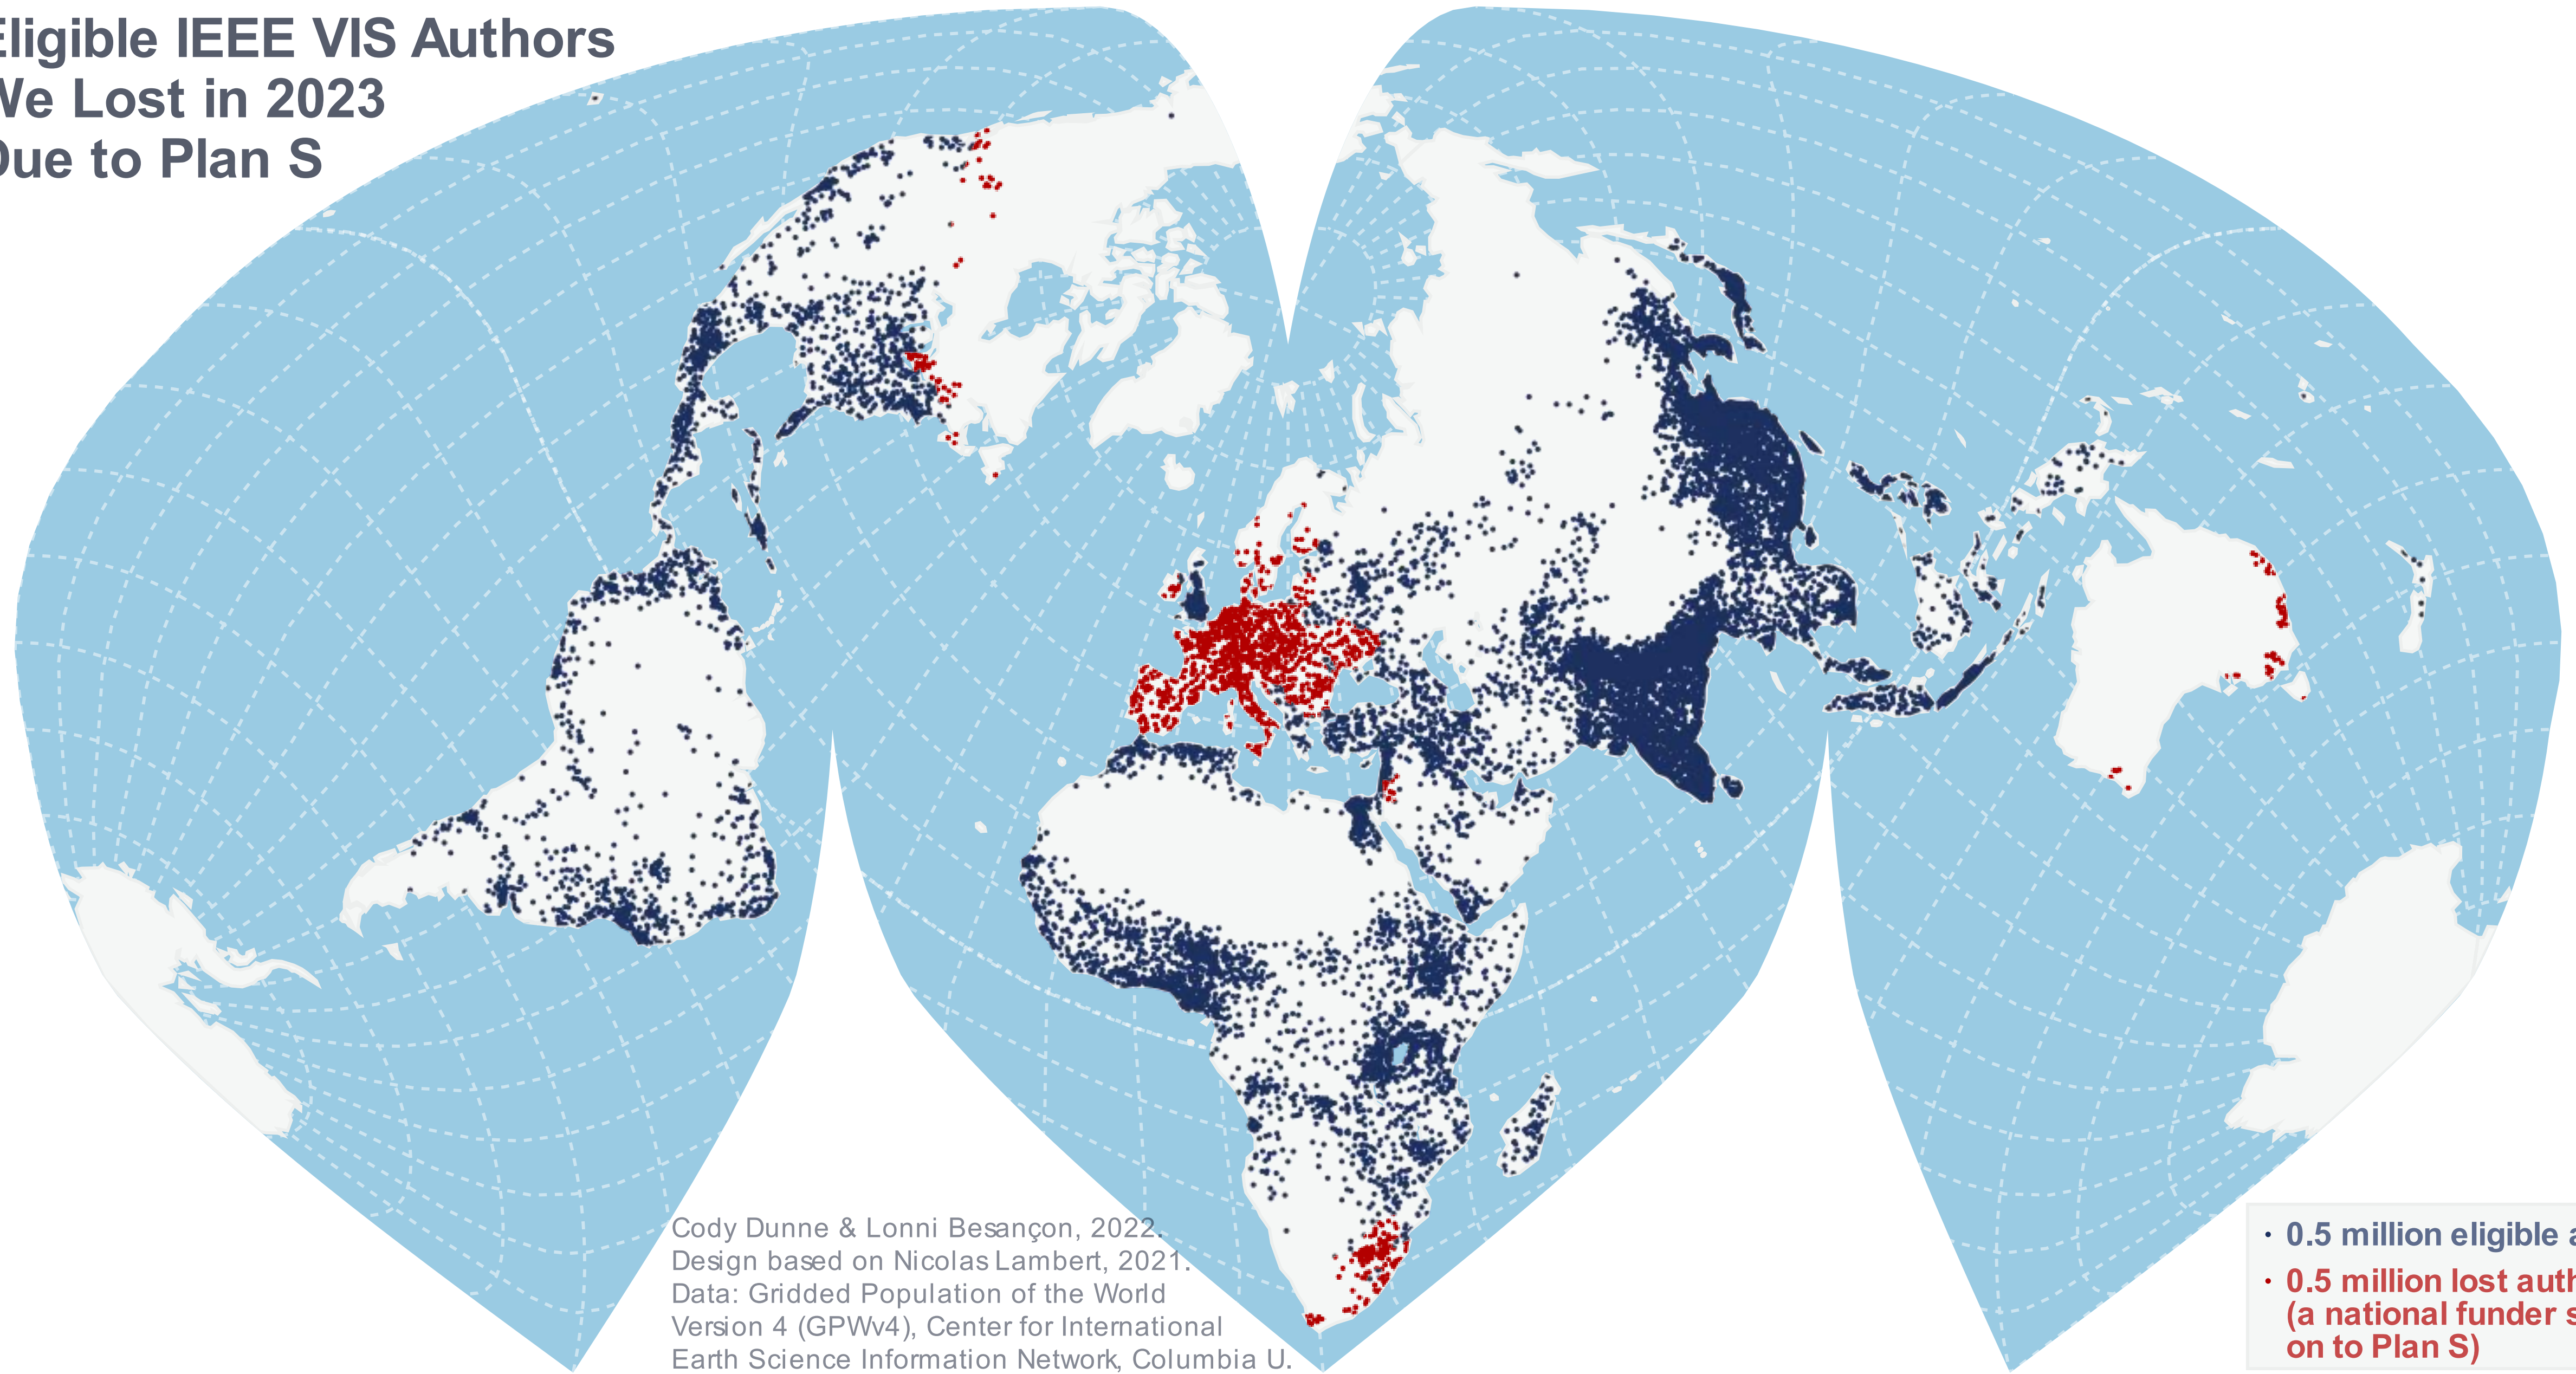 ligible IEEE VIS Authors
We Lost in 2023
Due to Plan S
Cody Dunne & Lonni Besançon, 2022.
Design based on Nicolas Lambert, 2021.
Data: Gridded Population of the World
Version 4 (GPWv4), Center for International
Earth Science Information Network, Columbia U.
0.5 million eligible a
0.5 million lost auth
(a national funder s
on to Plan S)